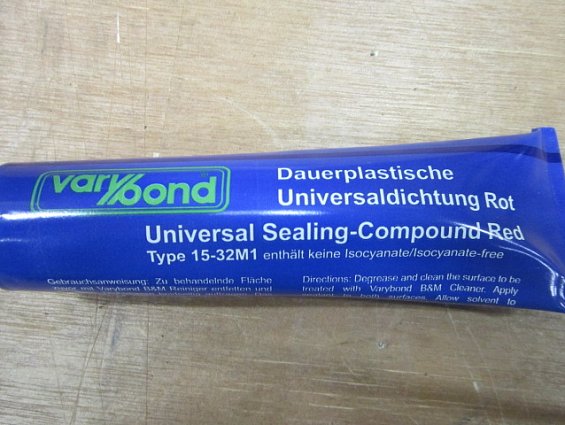 varybond
Dauerplastische
Universaldichtung Rot
Universal Sealing-Compound Red
Type 15-32M1 enthält keine Isocyanate/Isocyanate-free
Gebrauchsanweisung: Zu behandelnde Fläche
mit Varybond B&M Reiniger entfetten und
Directions: Degrease and clean the surface to be
treated with Varybond B&M Cleaner. Apply
to both surfaces. Allow solvent to